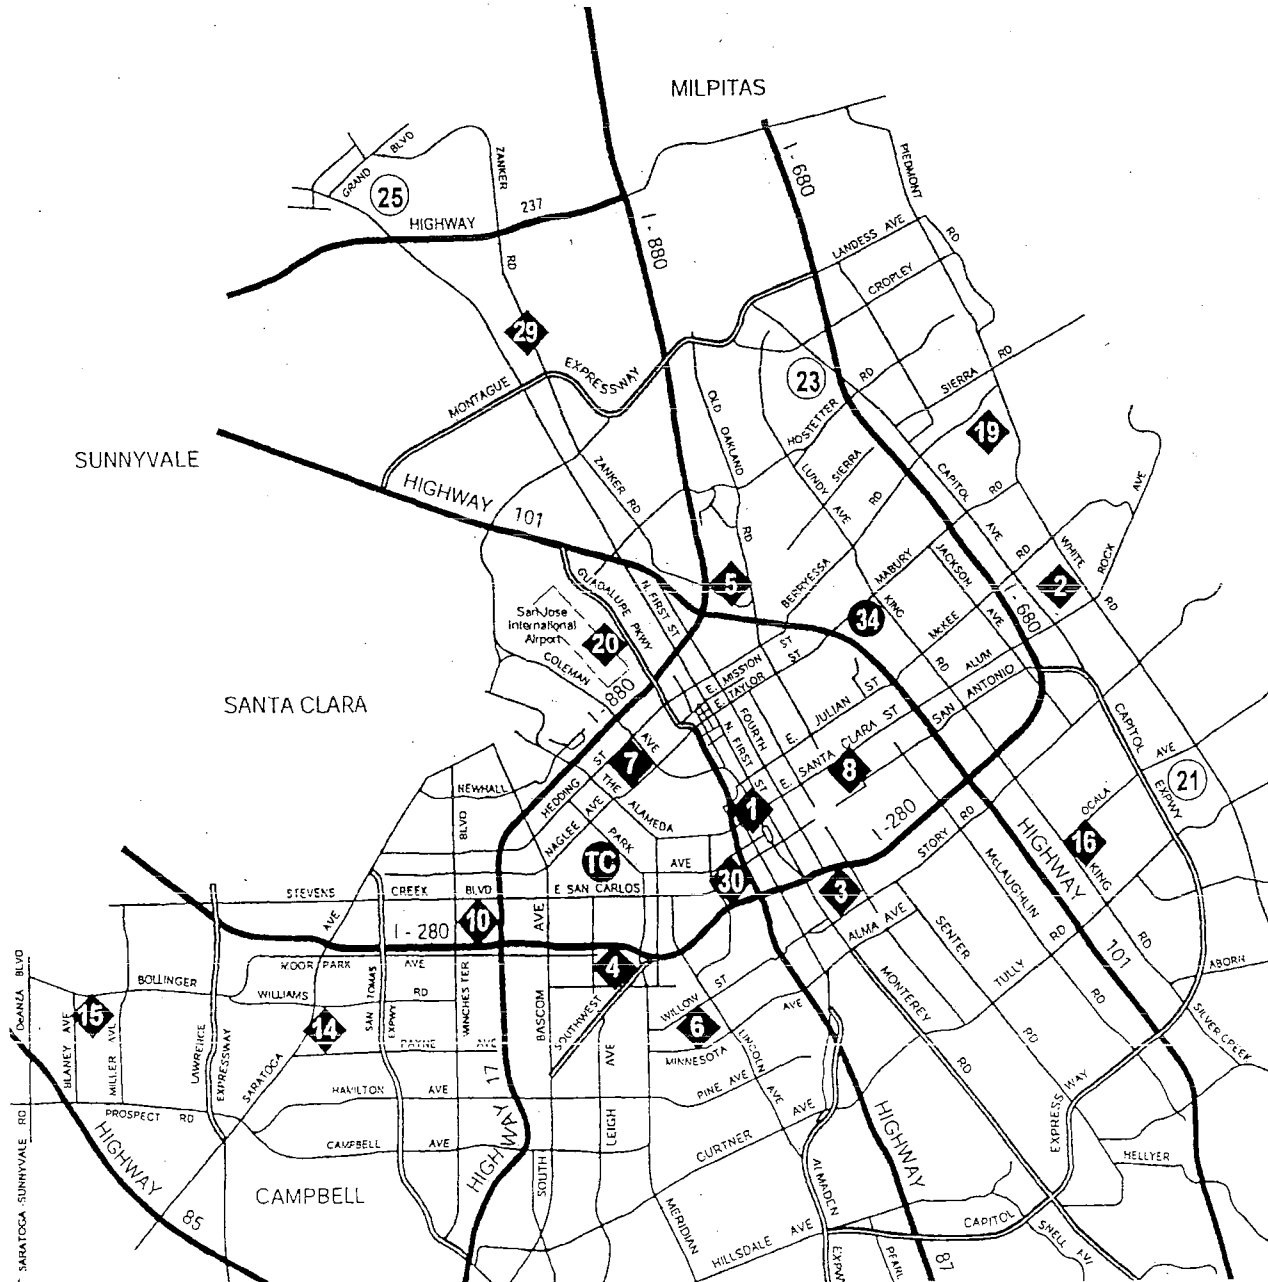 MILPITAS
GRAND BLVD
ZANKER RD
25
HIGHWAY 237
I - 880
I - 680
PIEDMONT RD
LANDESS AVE
CROPLEY
29
MONTAGUE EXPRESSWAY
23
HOSTETTER RD
SIERRA RD
19
OLD OAKLAND RD
SUNNYVALE
HIGHWAY 101
ZANKER RD
LUNDY AVE
SIERRA RD
CAPITOL AVE
RD
WHITE RD
ROCK AVE
GUADALUPE PKWY
N. FIRST ST
5
BERRYESSA
MABURY RD
JACKSON AVE
KING RD
I - 680
2
San Jose
International
Airport
20
COLEMAN
34
McKEE
ALUM
E. MISSION ST
E. TAYLOR ST
E. JULIAN ST
SAN ANTONIO
SANTA CLARA
I - 880
FOURTH
N. FIRST ST
E. SANTA CLARA ST
CAPITOL EXPWY
AVE
21
7
8
HEDDING ST
AVE
THE ALAMEDA
NEWHALL
NAGLEE AVE
PARK AVE
1
I - 280
STORY RD
OCALA
16
KING RD
HIGHWAY 101
TC
30
3
STEVENS CREEK BLVD
E SAN CARLOS
McLAUGHLIN RD
10
I - 280
ALMA AVE
SENTER RD
TULLY RD
ABORN
MOOR PARK AVE
4
BOLLINGER
WILLIAMS RD
WINCHESTER BLVD
BASCOM AVE
SOUTHWEST
WILLOW ST
AVE
MONTEREY RD
SILVER CREEK
DeANZA BLVD
15
BLANEY AVE
MILLER AVE
LAWRENCE EXPRESSWAY
14
SARATOGA AVE
SAN TOMAS EXPWY
PAYNE AVE
6
MINNESOTA
LINCOLN AVE
HAMILTON AVE
LEIGH AVE
PINE AVE
PROSPECT RD
HIGHWAY 17
CAMPBELL AVE
CURTNER AVE
HIGHWAY 87
EXPRESS WAY
HELLYER
SARATOGA - SUNNYVALE RD
HIGHWAY 85
CAMPBELL
SOUTH
MERIDIAN
ALMADEN EXPW
HILLSDALE AVE
CAPITOL
PEARL
SNELL AVE